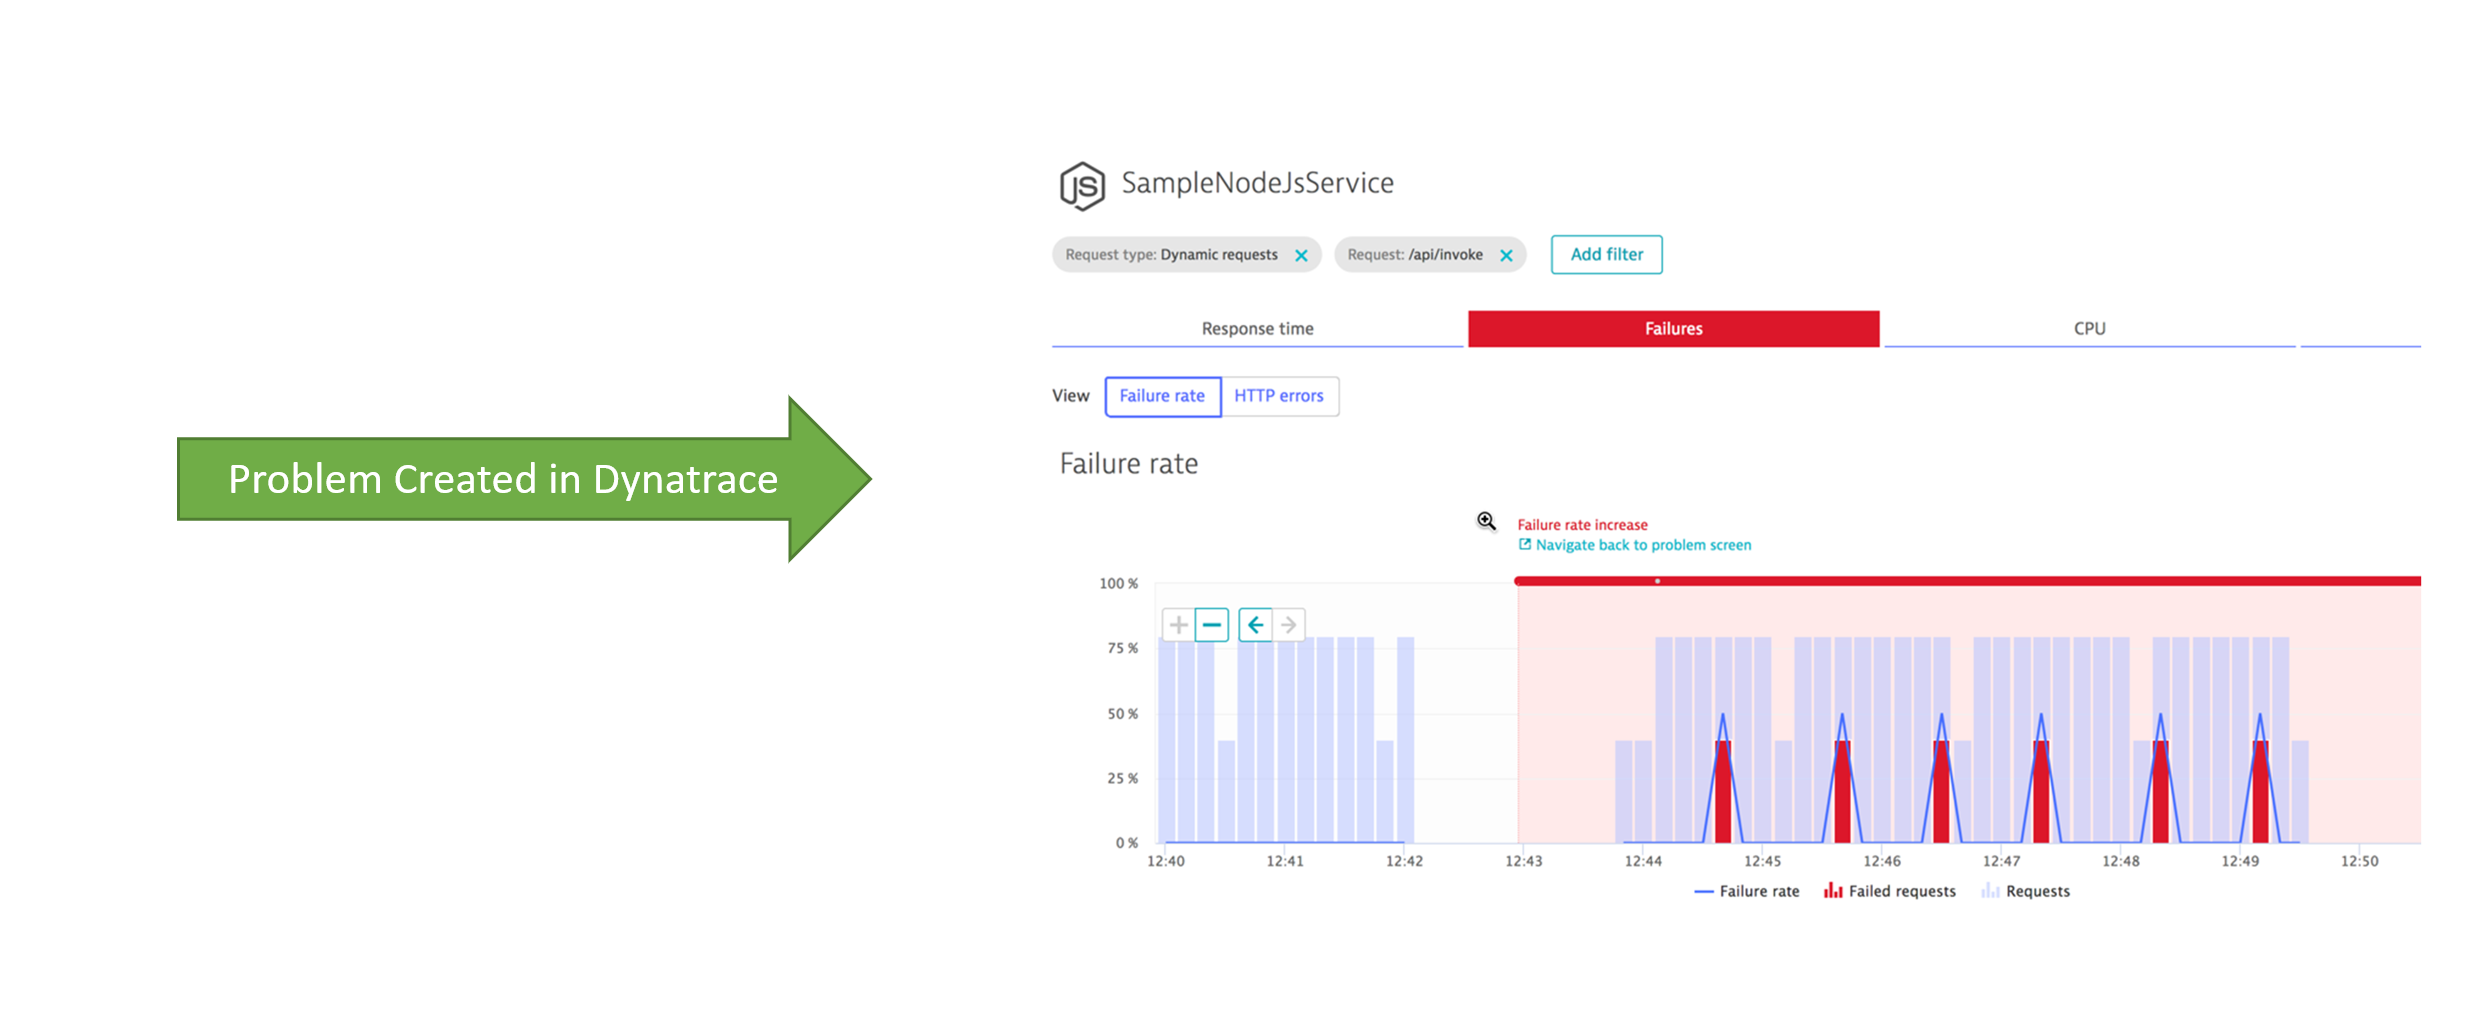 Problem Created in Dynatrace
JS SampleNodeJsService
Request type: Dynamic requests Request: /api/invoke Add filter
Response time Failures CPU
View Failure rate HTTP errors
Failure rate
Failure rate increase
Navigate back to problem screen
100 %
75 %
50 %
25 %
0 %
12:40 12:41 12:42 12:43 12:44 12:45 12:46 12:47 12:48 12:49 12:50
Failure rate Failed requests Requests